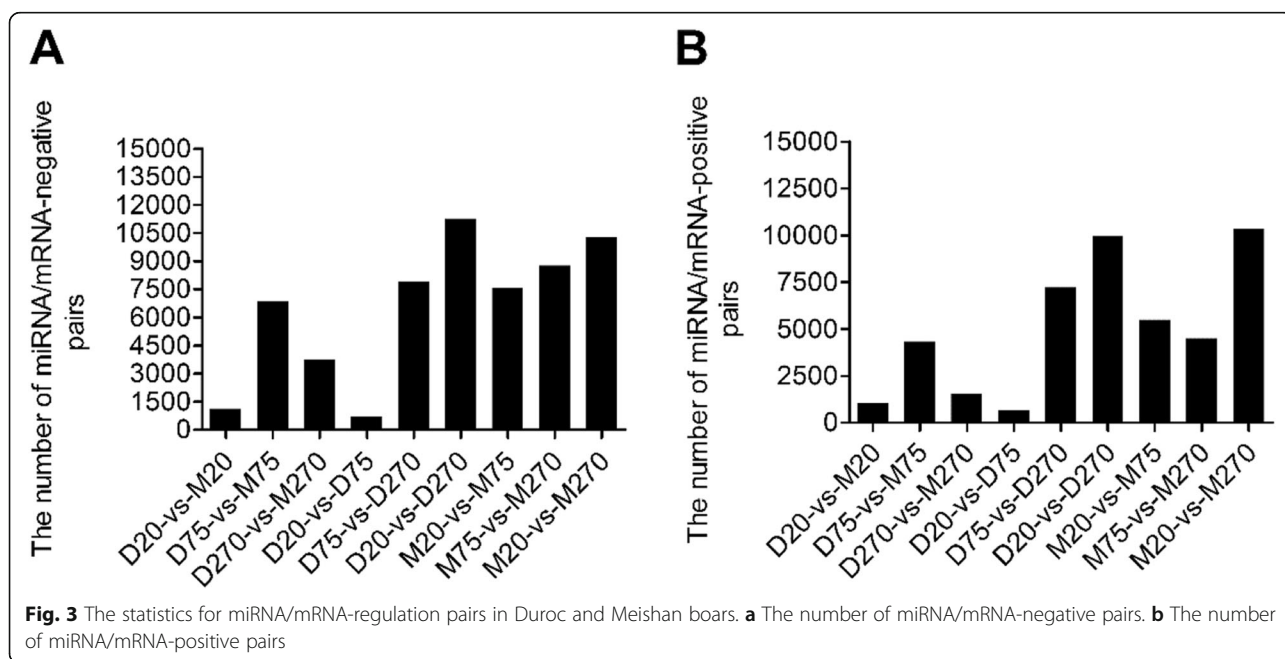 A
The number of miRNA/mRNA-negative
pairs
15000
13500
12000
10500
9000
7500
6000
4500
3000
1500
0
D20-vs-M20
D75-vs-M75
D270-vs-M270
D20-vs-D75
D75-vs-D270
D20-vs-D270
M20-vs-M75
M75-vs-M270
M20-vs-M270
B
The number of miRNA/mRNA-positive
pairs
15000
12500
10000
7500
5000
2500
0
D20-vs-M20
D75-vs-M75
D270-vs-M270
D20-vs-D75
D75-vs-D270
D20-vs-D270
M20-vs-M75
M75-vs-M270
M20-vs-M270
Fig. 3 The statistics for miRNA/mRNA-regulation pairs in Duroc and Meishan boars. a The number of miRNA/mRNA-negative pairs. b The number
of miRNA/mRNA-positive pairs